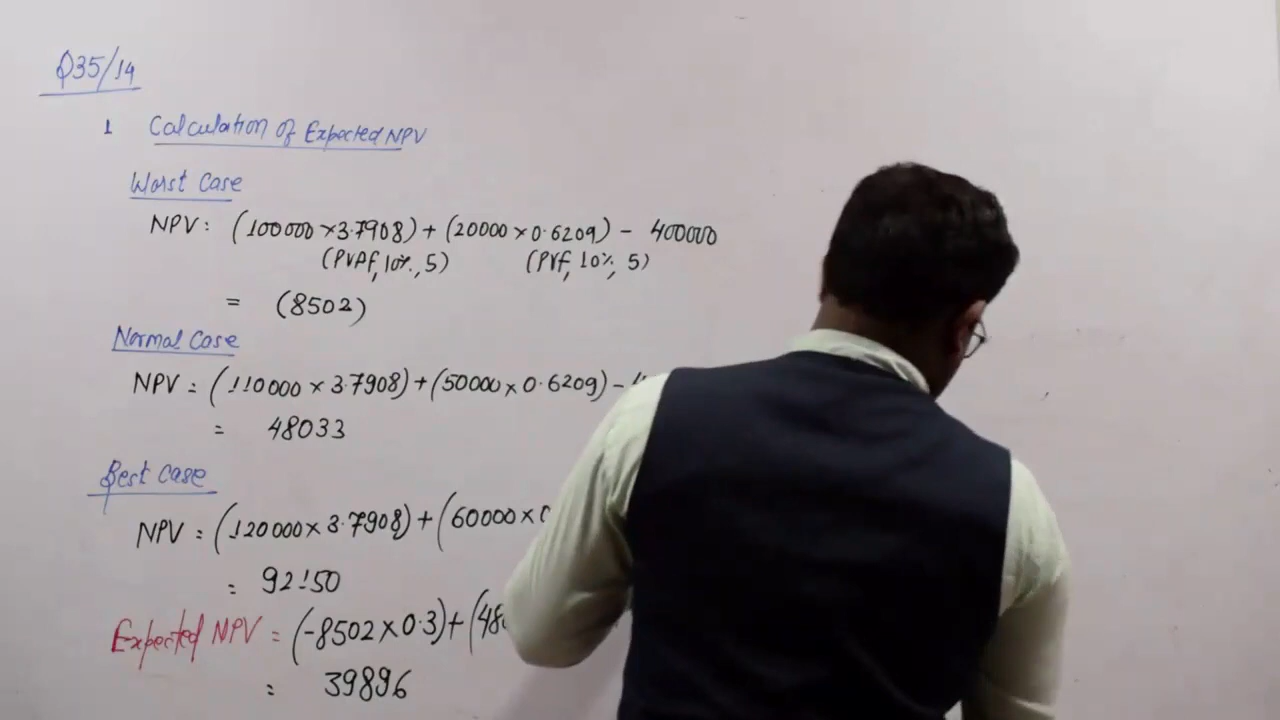 Q35/14
1 Calculation of Expected NPV
Worst Case
NPV: (100000 × 3.7908) + (20000 × 0.6209) - 400000
(PVAf, 10%, 5) (PVf, 10%, 5)
= (8502)
Normal Case
NPV = (110000 × 3.7908) + (50000 × 0.6209) -
= 48033
Best Case
NPV = (120000 × 3.7908) + (60000 ×
= 92150
Expected NPV = (-8502 × 0.3) + (48
= 39896